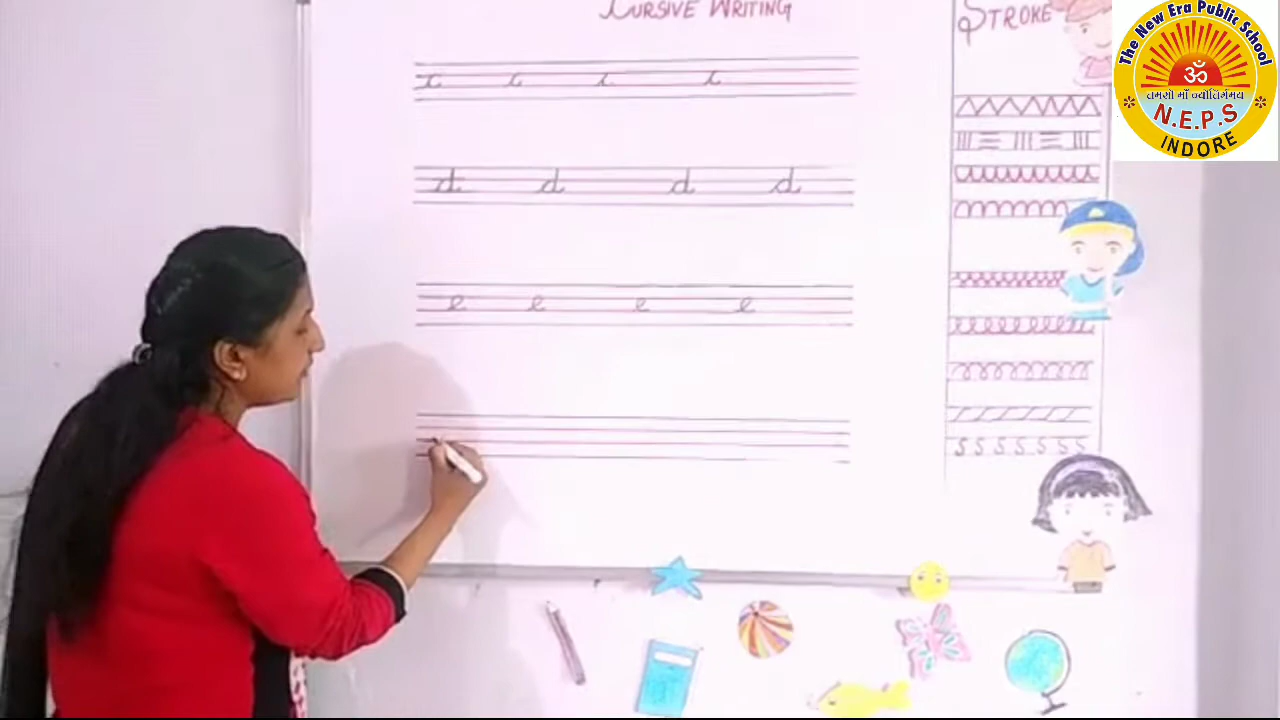 CURSIVE WRITING
c c c c
d d d d
e e e e
STROKE
S S S S S S S
The New Era Public School
ॐ
तमसो माँ ज्योतिर्गमय
N.E.P.S
INDORE